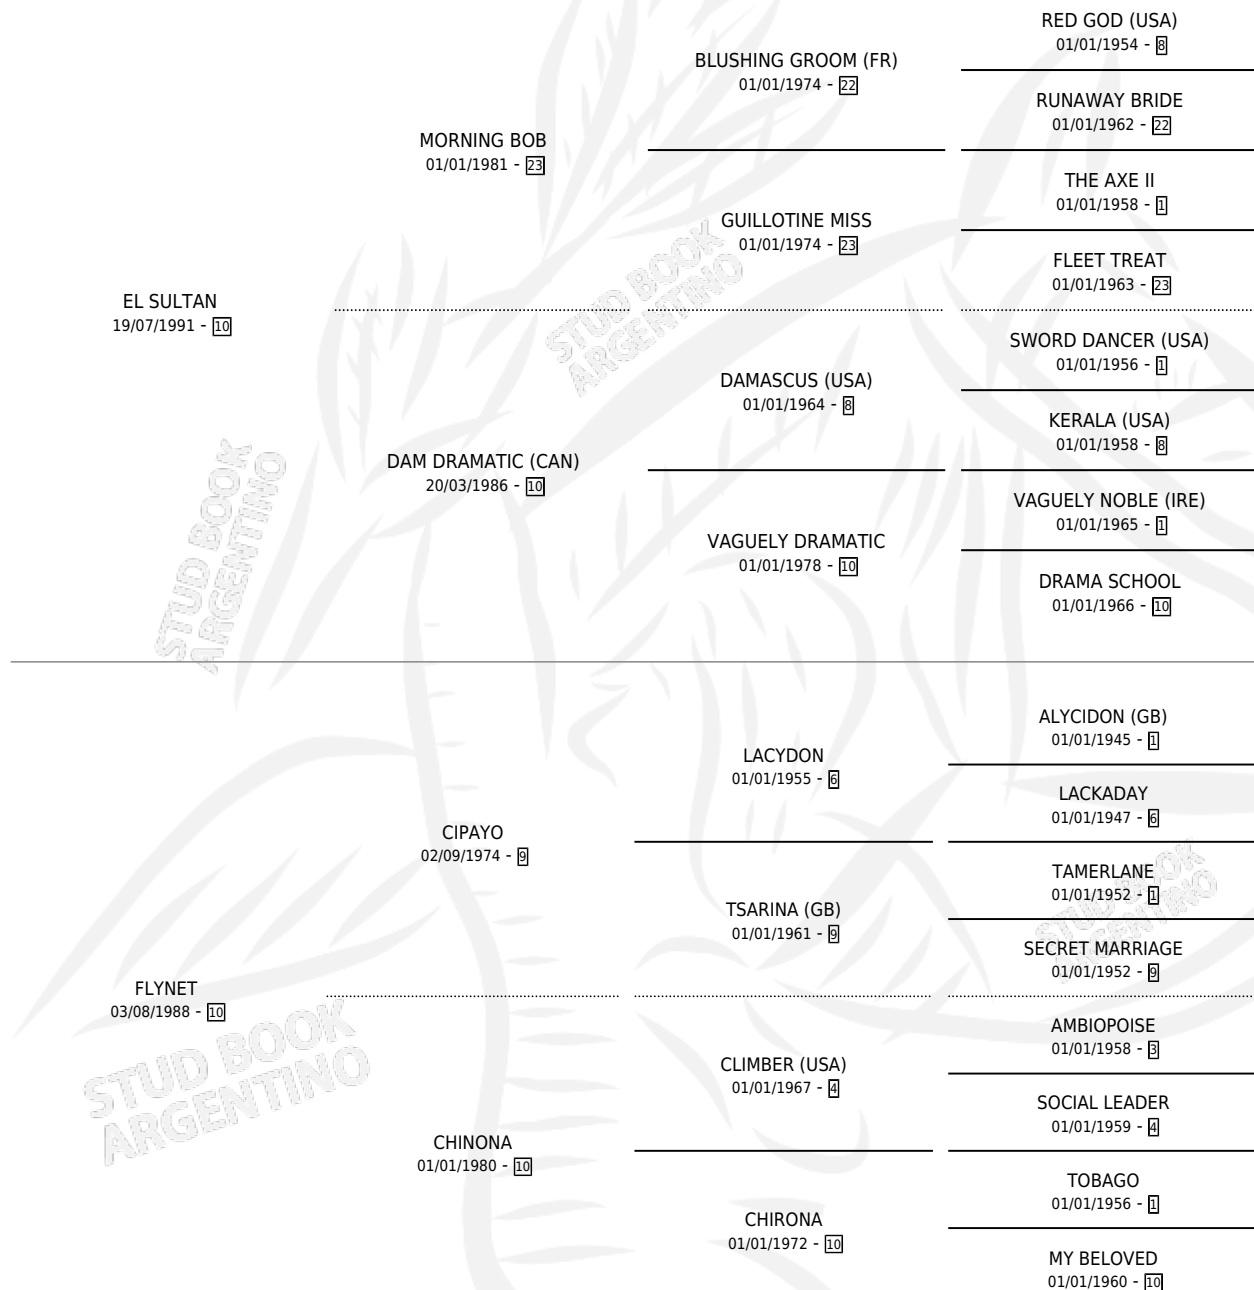 RED GOD (USA)
01/01/1954 - 8
BLUSHING GROOM (FR)
01/01/1974 - 22
RUNAWAY BRIDE
01/01/1962 - 22
MORNING BOB
01/01/1981 - 23
THE AXE II
01/01/1958 - 1
GUILLOTINE MISS
01/01/1974 - 23
FLEET TREAT
01/01/1963 - 23
STUD BOOK
ARGENTINO
EL SULTAN
19/07/1991 - 10
SWORD DANCER (USA)
01/01/1956 - 1
DAMASCUS (USA)
01/01/1964 - 8
KERALA (USA)
01/01/1958 - 8
DAM DRAMATIC (CAN)
20/03/1986 - 10
VAGUELY NOBLE (IRE)
01/01/1965 - 1
VAGUELY DRAMATIC
01/01/1978 - 10
DRAMA SCHOOL
01/01/1966 - 10
STUD BOOK
ARGENTINO
ALYCIDON (GB)
01/01/1945 - 1
LACYDON
01/01/1955 - 6
LACKADAY
01/01/1947 - 6
CIPAYO
02/09/1974 - 9
TAMERLANE
01/01/1952 - 1
TSARINA (GB)
01/01/1961 - 9
SECRET MARRIAGE
01/01/1952 - 9
STUD BOOK
ARGENTINO
FLYNET
03/08/1988 - 10
AMBIOPOISE
01/01/1958 - 3
CLIMBER (USA)
01/01/1967 - 4
SOCIAL LEADER
01/01/1959 - 4
STUD BOOK
ARGENTINO
CHINONA
01/01/1980 - 10
TOBAGO
01/01/1956 - 1
CHIRONA
01/01/1972 - 10
MY BELOVED
01/01/1960 - 10